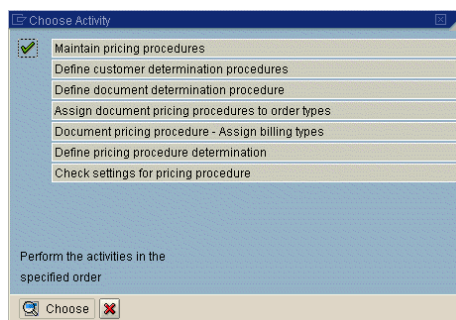 Choose Activity
Maintain pricing procedures
Define customer determination procedures
Define document determination procedure
Assign document pricing procedures to order types
Document pricing procedure - Assign billing types
Define pricing procedure determination
Check settings for pricing procedure
Perform the activities in the
specified order
Choose